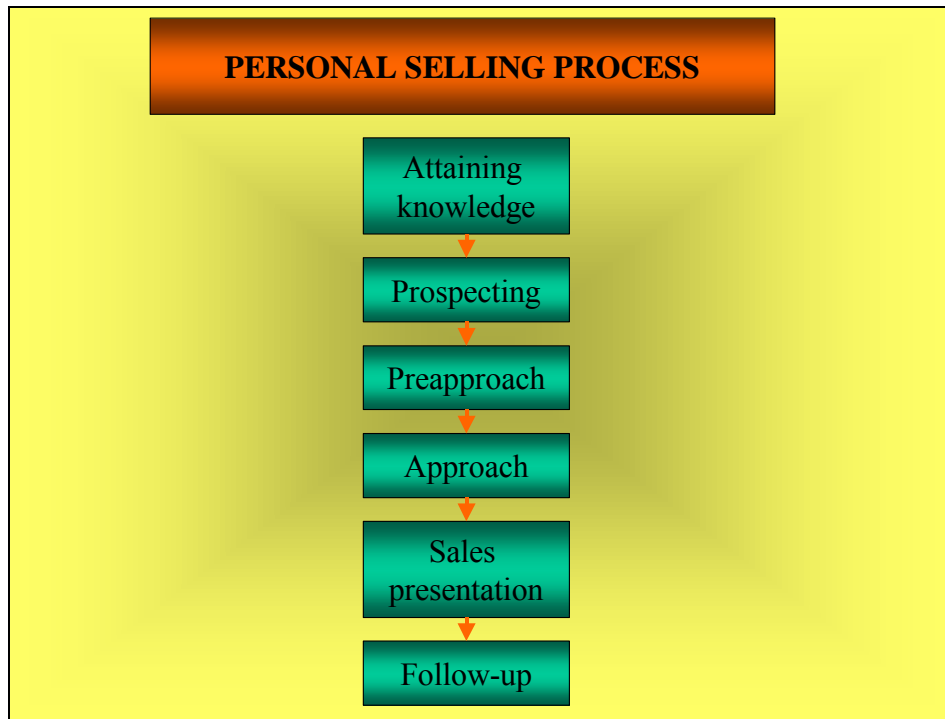 PERSONAL SELLING PROCESS
Attaining
knowledge
Prospecting
Preapproach
Approach
Sales
presentation
Follow-up